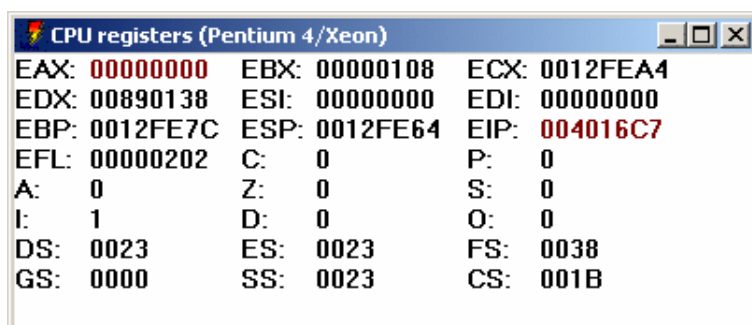 CPU registers (Pentium 4/Xeon)
EAX: 00000000 EBX: 00000108 ECX: 0012FEA4
EDX: 00890138 ESI: 00000000 EDI: 00000000
EBP: 0012FE7C ESP: 0012FE64 EIP: 004016C7
EFL: 00000202 C: 0 P: 0
A: 0 Z: 0 S: 0
I: 1 D: 0 O: 0
DS: 0023 ES: 0023 FS: 0038
GS: 0000 SS: 0023 CS: 001B